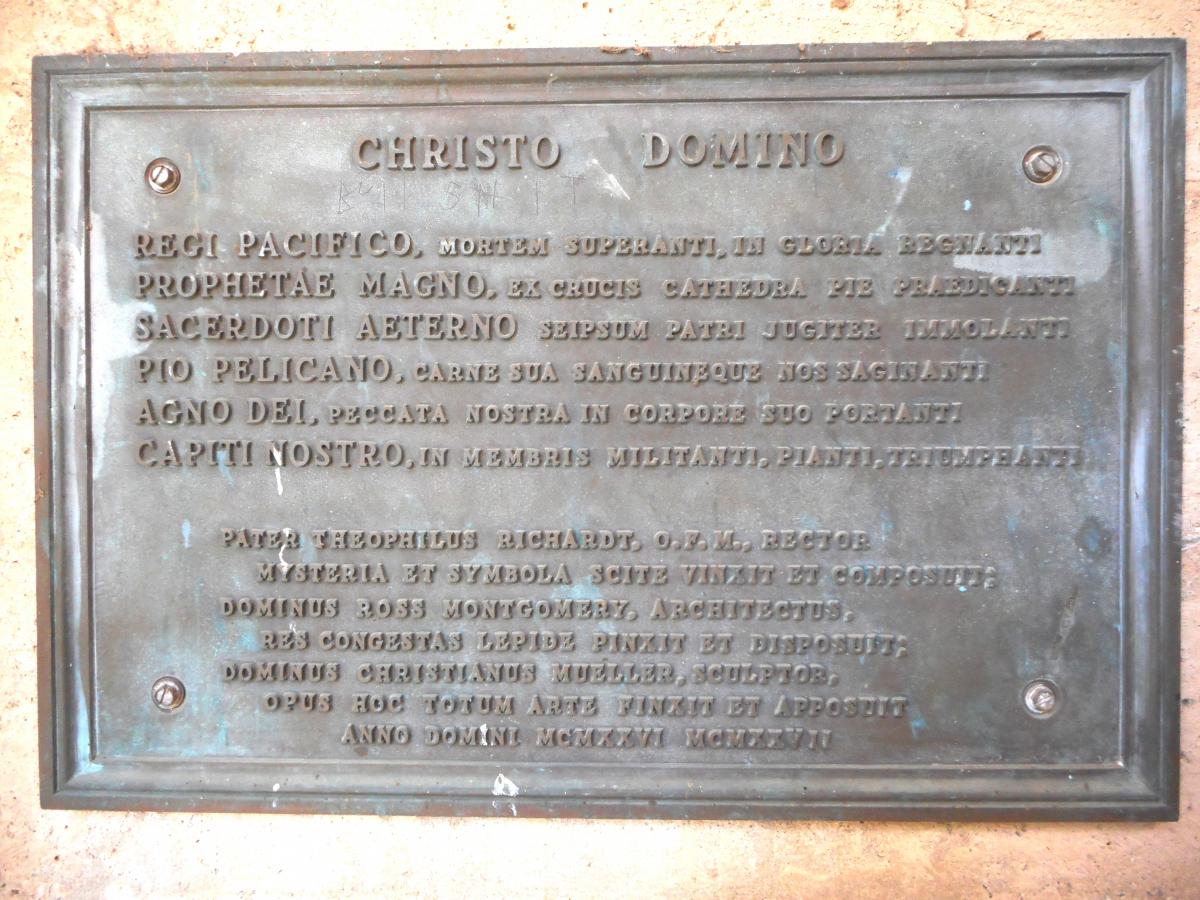 CHRISTO DOMINO
BULL SHIT
REGI PACIFICO, MORTEM SUPERANTI, IN GLORIA REGNANTI
PROPHETAE MAGNO, EX CRUCIS CATHEDRA PIE PRAEDICANTI
SACERDOTI AETERNO SEIPSUM PATRI JUGITER IMMOLANTI
PIO PELICANO, CARNE SUA SANGUINEQUE NOS SAGINANTI
AGNO DEI, PECCATA NOSTRA IN CORPORE SUO PORTANTI
CAPITI NOSTRO, IN MEMBRIS MILITANTI, PIANTI, TRIUMPHANTI
PATER THEOPHILUS RICHARDT, O.F.M., RECTOR
MYSTERIA ET SYMBOLA SCITE VINXIT ET COMPOSUIT;
DOMINUS ROSS MONTGOMERY, ARCHITECTUS,
RES CONGESTAS LEPIDE PINXIT ET DISPOSUIT;
DOMINUS CHRISTIANUS MUELLER, SCULPTOR,
OPUS HOC TOTUM ARTE FINXIT ET APPOSUIT
ANNO DOMINI MCMXXVI MCMXXVII